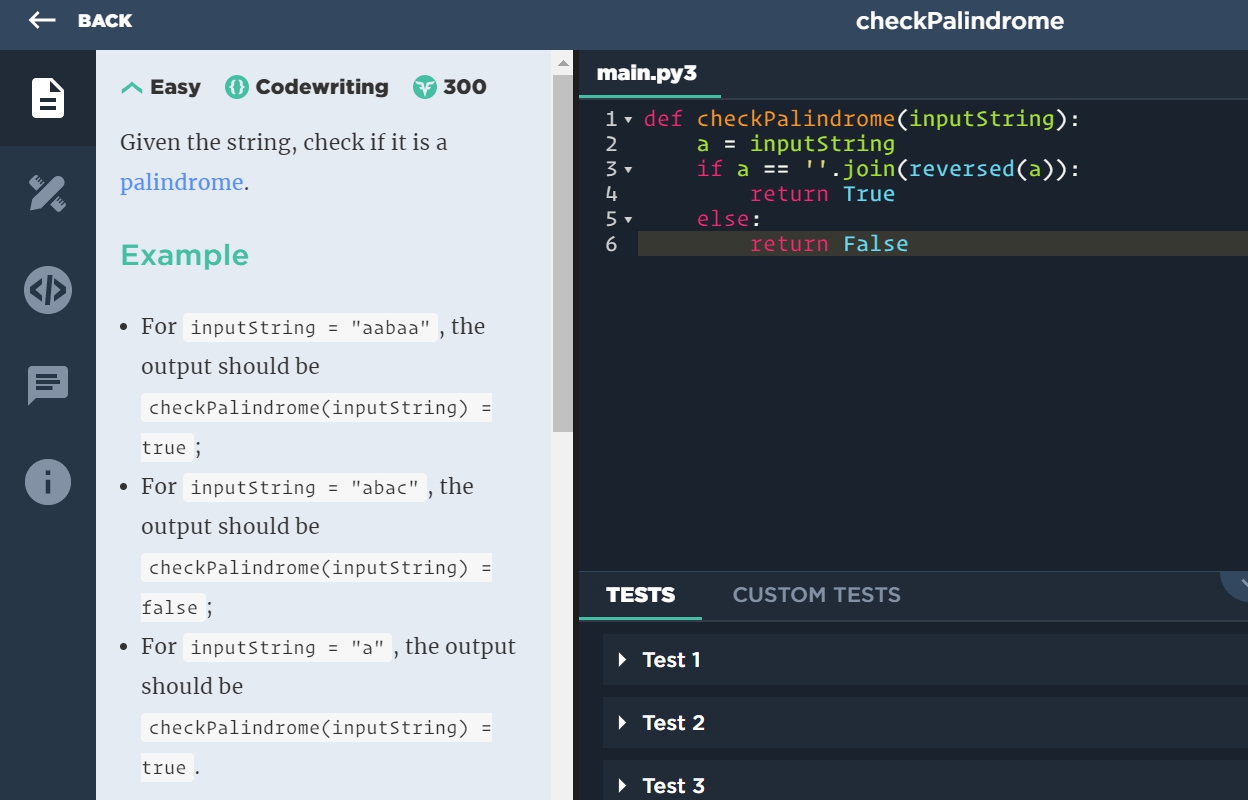 BACK
checkPalindrome
Easy Codewriting 300
Given the string, check if it is a
palindrome.
Example
• For inputString = "aabaa", the
output should be
checkPalindrome(inputString) =
true;
• For inputString = "abac", the
output should be
checkPalindrome(inputString) =
false;
• For inputString = "a", the output
should be
checkPalindrome(inputString) =
true.
main.py3
1 def checkPalindrome(inputString):
2     a = inputString
3     if a == ''.join(reversed(a)):
4         return True
5     else:
6         return False
TESTS CUSTOM TESTS
Test 1
Test 2
Test 3